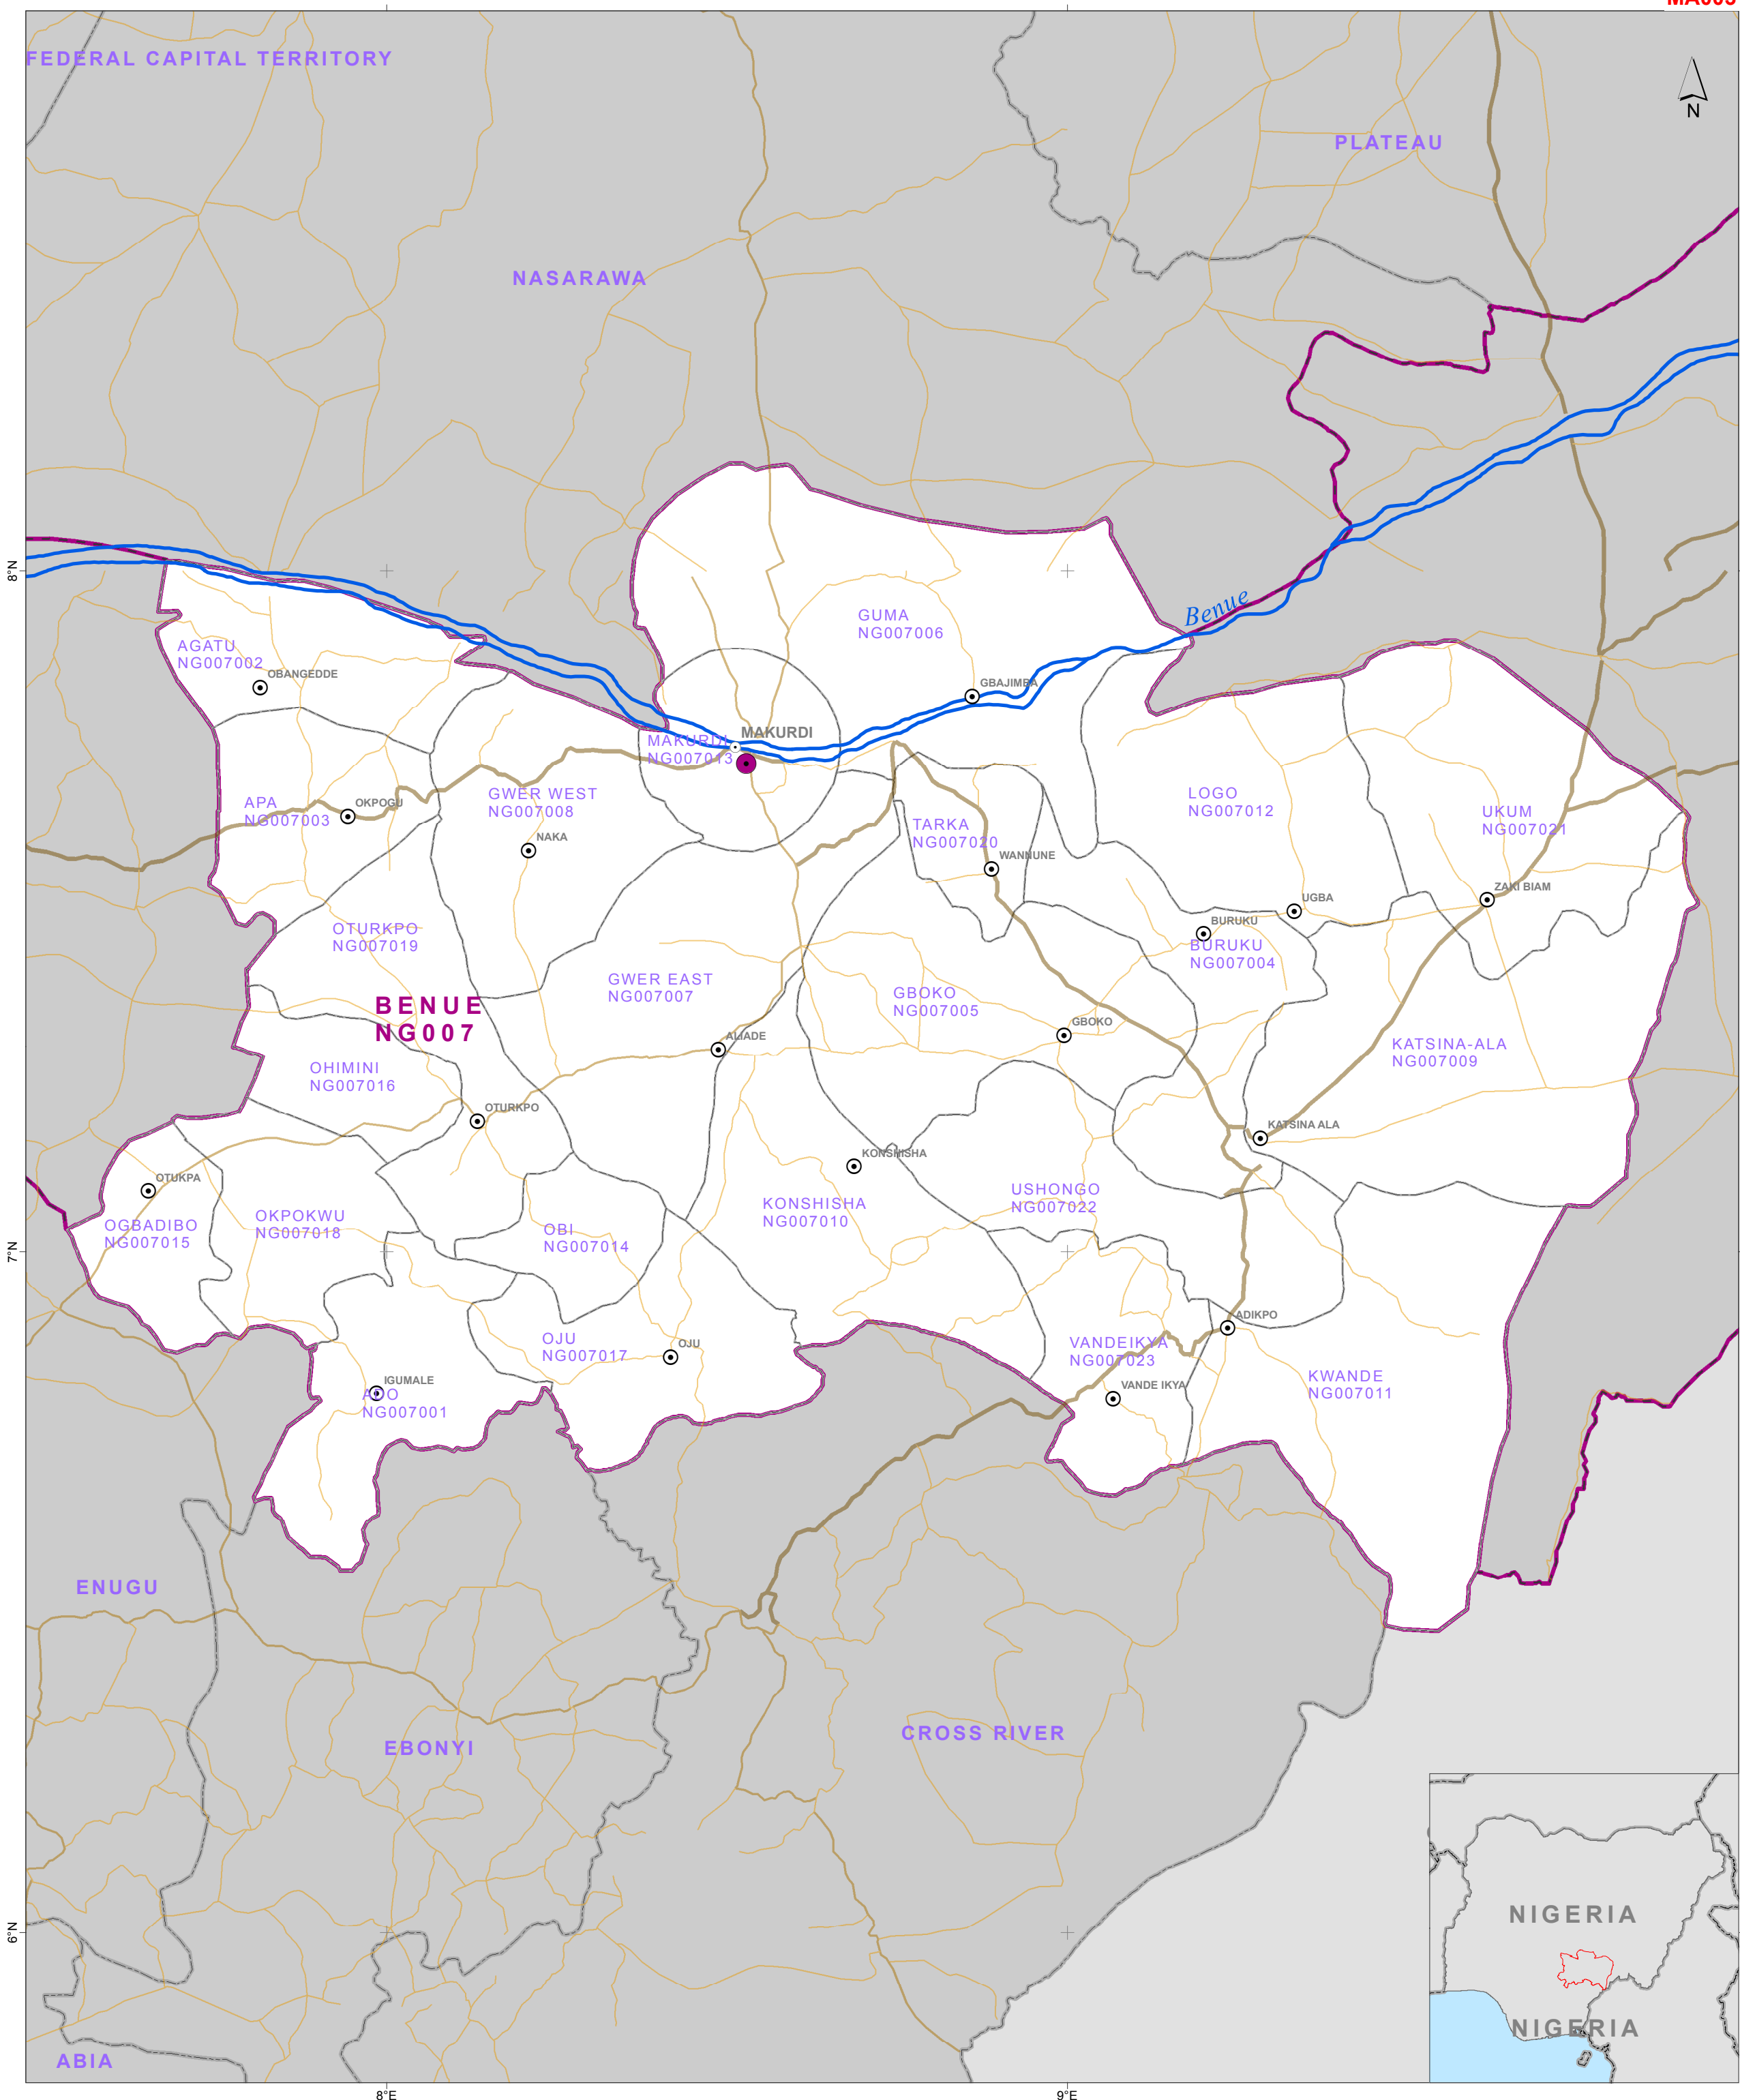 FEDERAL CAPITAL TERRITORY
N
PLATEAU
NASARAWA
8°N
Benue
GUMA
NG007006
AGATU
NG007002
OBANGEDDE
GBAJIMBA
MAKURDI
MAKURDI
NG007013
GWER WEST
NG007008
APA
NG007003
OKPOGU
LOGO
NG007012
UKUM
NG007021
TARKA
NG007020
NAKA
WANNUNE
ZAKI BIAM
UGBA
BURUKU
BURUKU
NG007004
OTURKPO
NG007019
GWER EAST
NG007007
GBOKO
NG007005
BENUE
NG007
GBOKO
ALIADE
KATSINA-ALA
NG007009
OHIMINI
NG007016
OTURKPO
KATSINA ALA
KONSHISHA
OTUKPA
USHONGO
NG007022
KONSHISHA
NG007010
OKPOKWU
NG007018
OGBADIBO
NG007015
OBI
NG007014
7°N
ADIKPO
OJU
NG007017
OJU
VANDEIKYA
NG007023
IGUMALE
ADO
NG007001
VANDE IKYA
KWANDE
NG007011
ENUGU
CROSS RIVER
EBONYI
NIGERIA
6°N
NIGERIA
ABIA
8°E
9°E